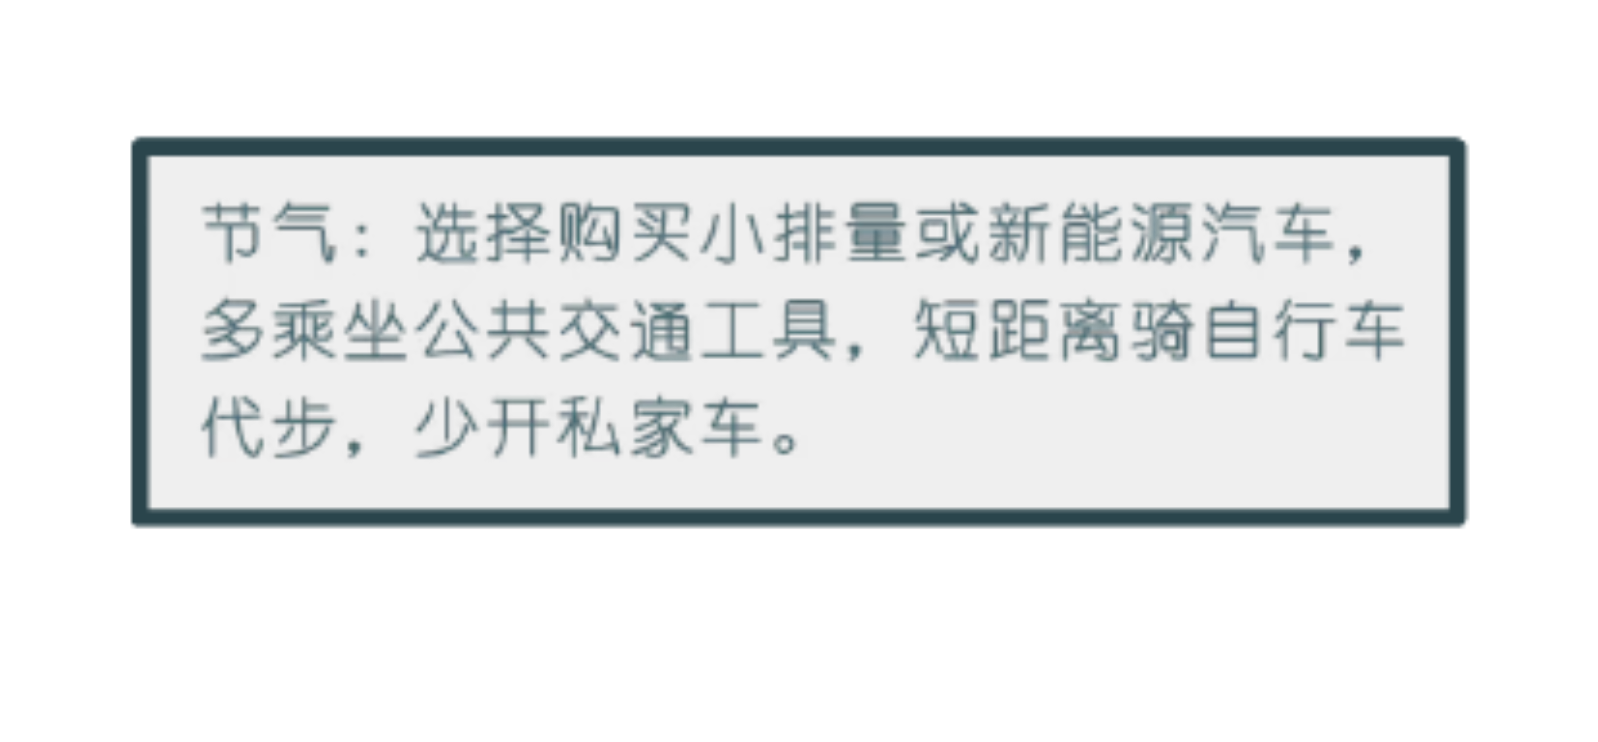 节气：选择购买小排量或新能源汽车，
多乘坐公共交通工具，短距离骑自行车
代步，少开私家车。